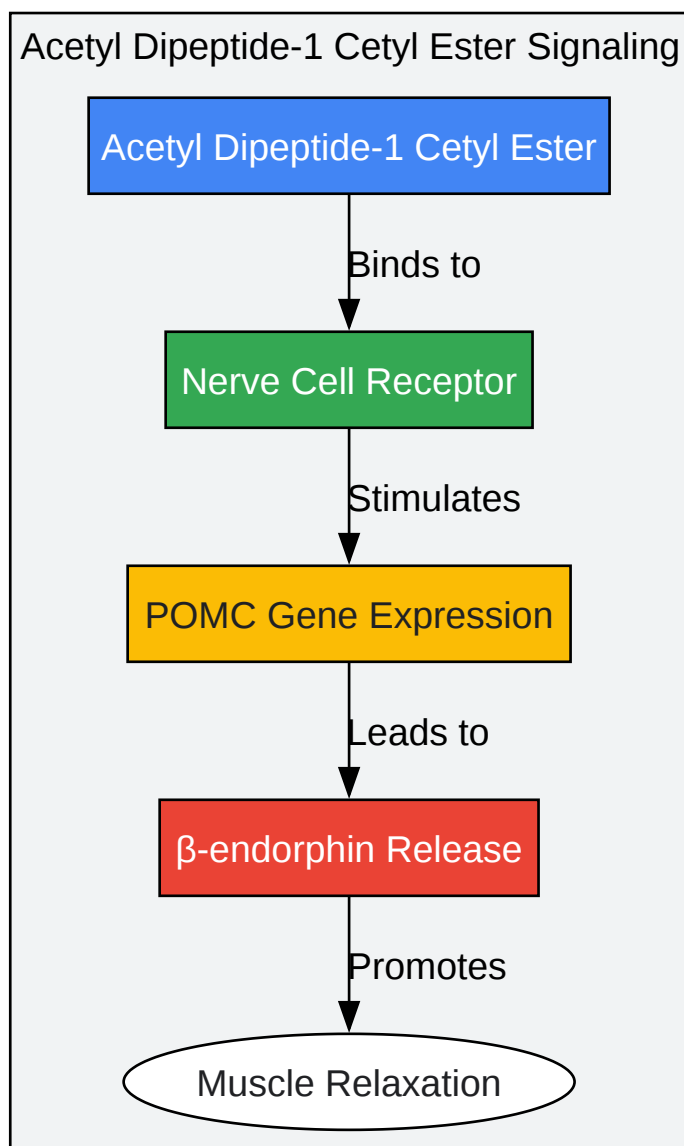 Acetyl Dipeptide-1 Cetyl Ester Signaling
Acetyl Dipeptide-1 Cetyl Ester
Binds to
Nerve Cell Receptor
Stimulates
POMC Gene Expression
Leads to
β-endorphin Release
Promotes
Muscle Relaxation